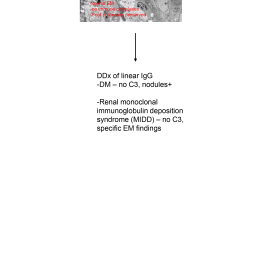 DDx of linear IgG
-DM – no C3, nodules+
-Renal monoclonal
immunoglobulin deposition
syndrome (MIDD) – no C3,
specific EM findings